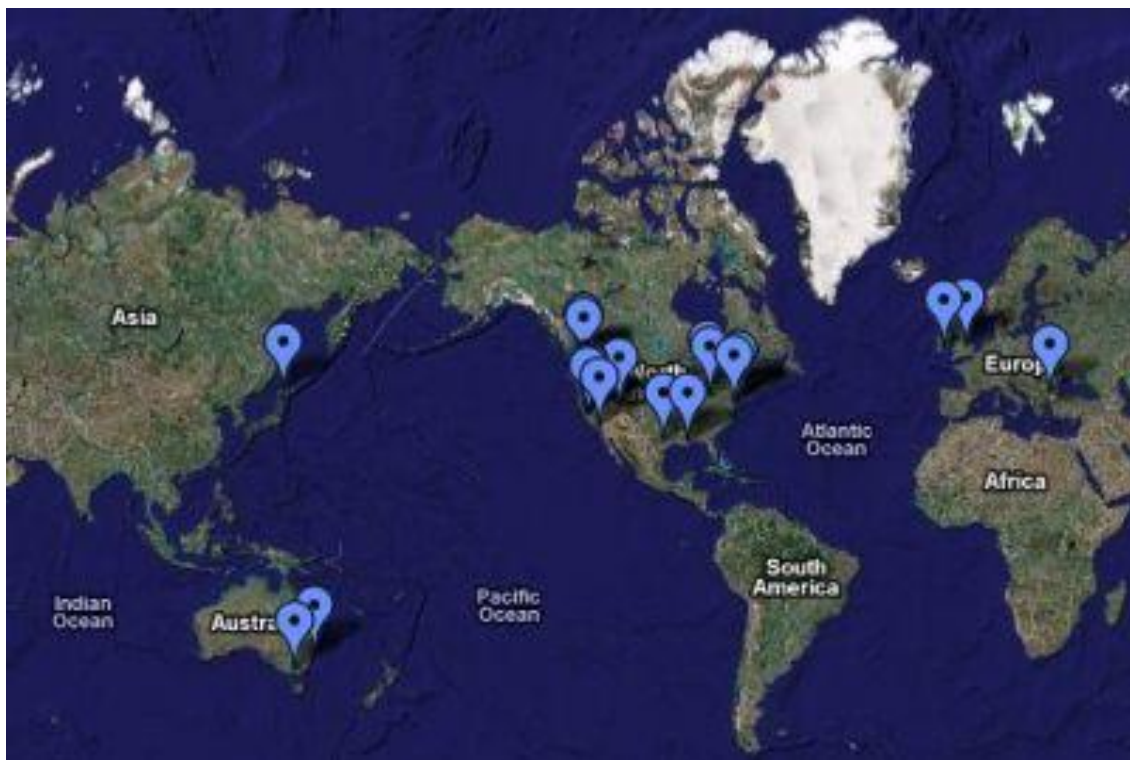 Asia
Europ
Atlantic
Ocean
Africa
South
America
Pacific
Ocean
Indian
Ocean
Austra